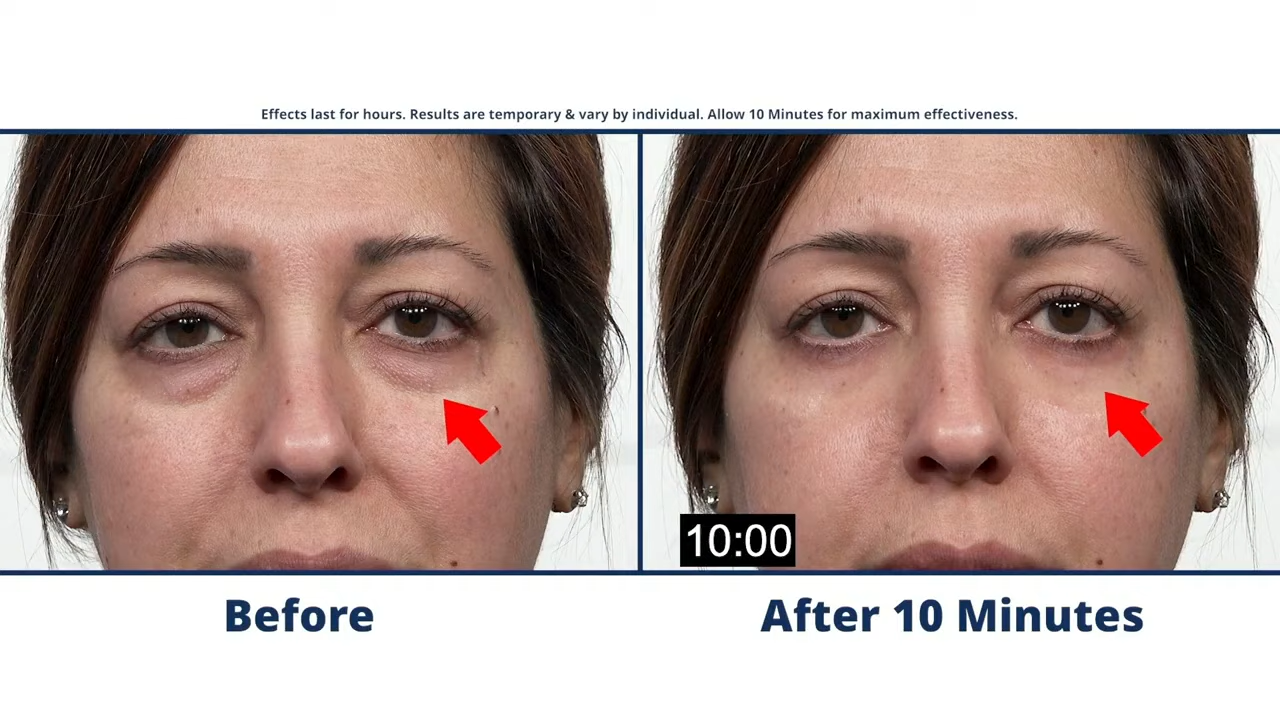 Effects last for hours. Results are temporary & vary by individual. Allow 10 Minutes for maximum effectiveness.
10:00
Before
After 10 Minutes